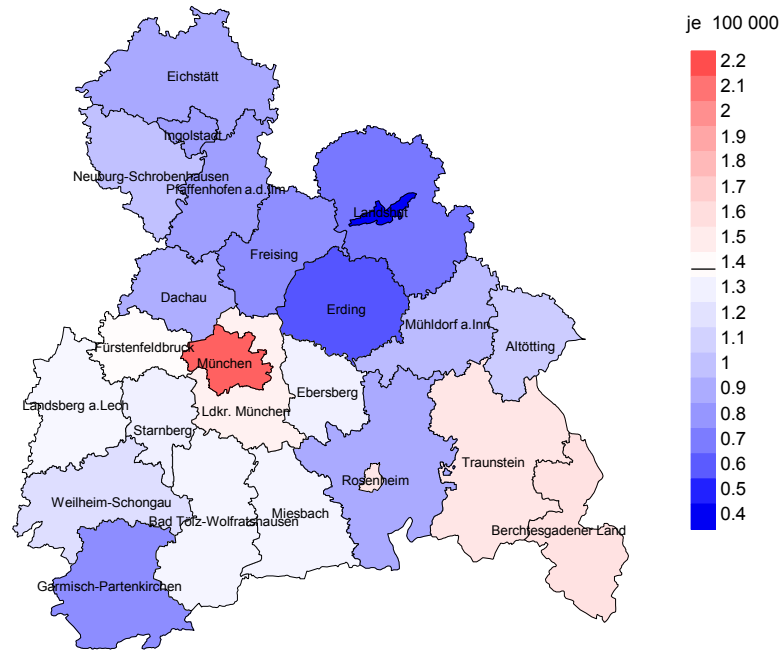 je 100 000
Eichstätt
Ingolstadt
Neuburg-Schrobenhausen
Pfaffenhofen a.d.Ilm
Landshut
Freising
Dachau
Erding
Mühldorf a.Inn
Altötting
Fürstenfeldbruck
München
Ebersberg
Landsberg a.Lech
Ldkr. München
Starnberg
Traunstein
Rosenheim
Weilheim-Schongau
Miesbach
Bad Tölz-Wolfratshausen
Berchtesgadener Land
Garmisch-Partenkirchen
2.2
2.1
2
1.9
1.8
1.7
1.6
1.5
1.4
1.3
1.2
1.1
1
0.9
0.8
0.7
0.6
0.5
0.4